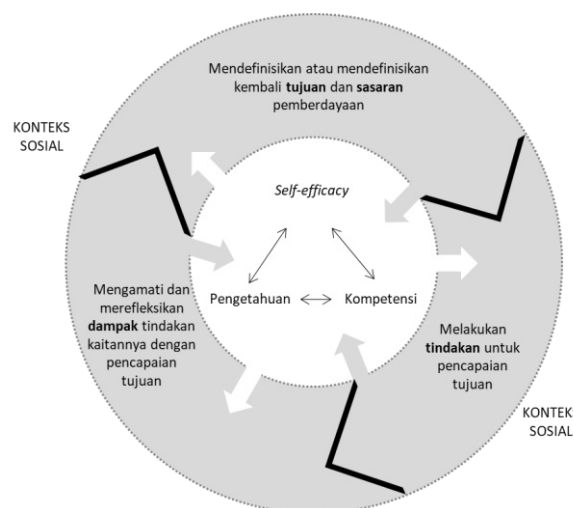 Mendefinisikan atau mendefinisikan
kembali tujuan dan sasaran
pemberdayaan
KONTEKS
SOSIAL
Self-efficacy
Pengetahuan
Kompetensi
Mengamati dan
merefleksikan
dampak tindakan
kaitannya dengan
pencapaian
tujuan
Melakukan
tindakan untuk
pencapaian
tujuan
KONTEK
SOSIAL